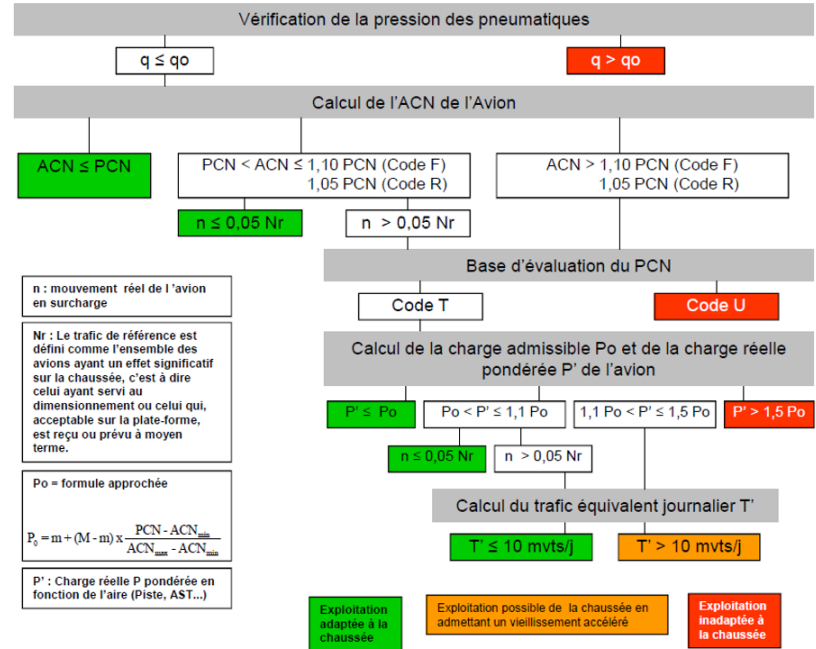 Vérification de la pression des pneumatiques
q ≤ qo
q > qo
Calcul de l'ACN de l'Avion
ACN ≤ PCN
PCN < ACN ≤ 1,10 PCN (Code F)
1,05 PCN (Code R)
ACN > 1,10 PCN (Code F)
1,05 PCN (Code R)
n ≤ 0,05 Nr
n > 0,05 Nr
Base d'évaluation du PCN
Code T
Code U
Calcul de la charge admissible Po et de la charge réelle
pondérée P' de l'avion
P' ≤ Po
Po < P' ≤ 1,1 Po
1,1 Po < P' ≤ 1,5 Po
P' > 1,5 Po
n ≤ 0,05 Nr
n > 0,05 Nr
Calcul du trafic équivalent journalier T'
T' ≤ 10 mvts/j
T' > 10 mvts/j
n : mouvement réel de l 'avion
en surcharge
Nr : Le trafic de référence est
défini comme l'ensemble des
avions ayant un effet significatif
sur la chaussée, c'est à dire
celui ayant servi au
dimensionnement ou celui qui,
acceptable sur la plate-forme,
est reçu ou prévu à moyen
terme.
Po = formule approchée
P₀ = m + (M - m) x (PCN - ACN_min) / (ACN_max - ACN_min)
P' : Charge réelle P pondérée en
fonction de l'aire (Piste, AST...)
Exploitation
adaptée à la
chaussée
Exploitation possible de la chaussée en
admettant un vieillissement accéléré
Exploitation
inadaptée à
la chaussée